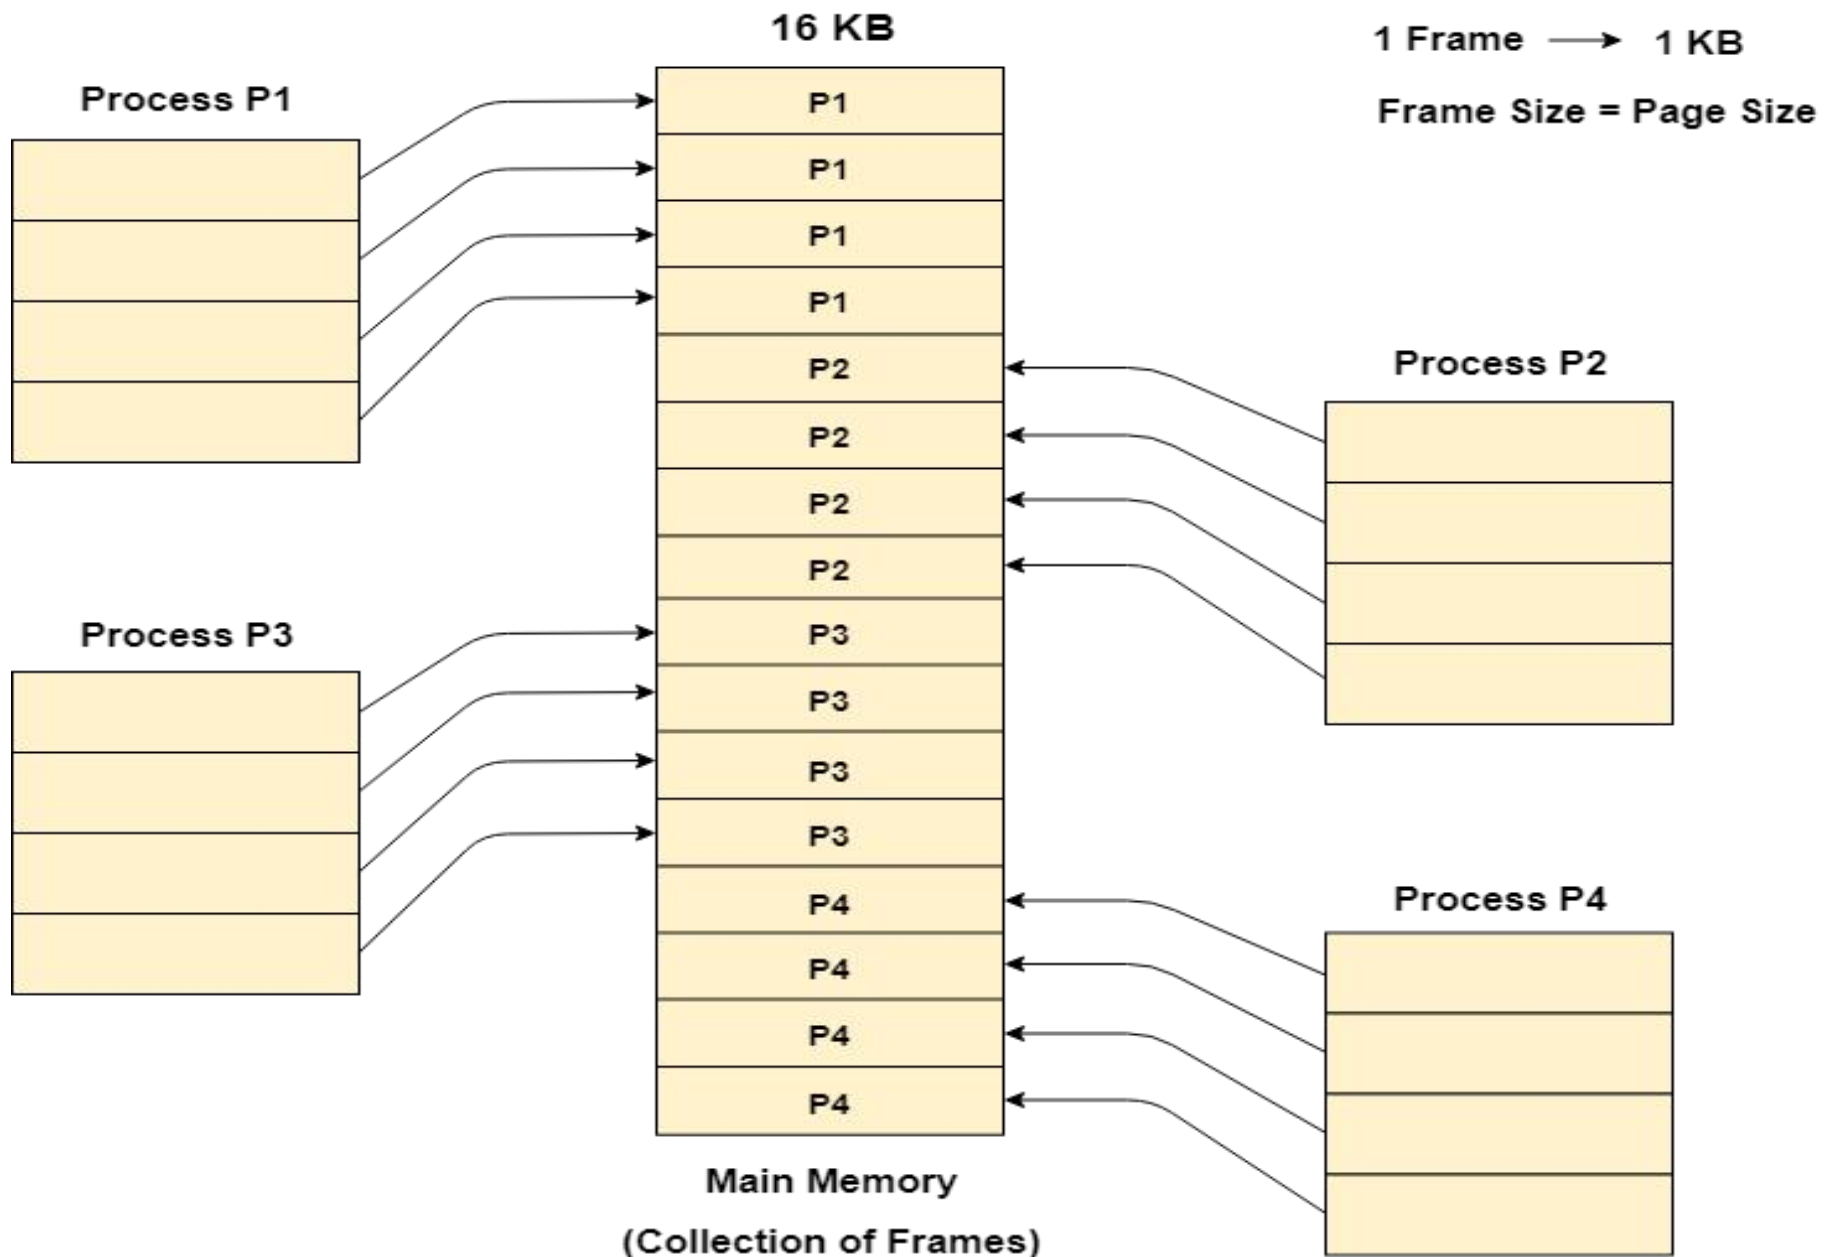 16 KB
1 Frame → 1 KB
Frame Size = Page Size
Process P1
P1
P1
P1
P1
Process P2
P2
P2
P2
P2
Process P3
P3
P3
P3
P3
Process P4
P4
P4
P4
P4
Main Memory
(Collection of Frames)